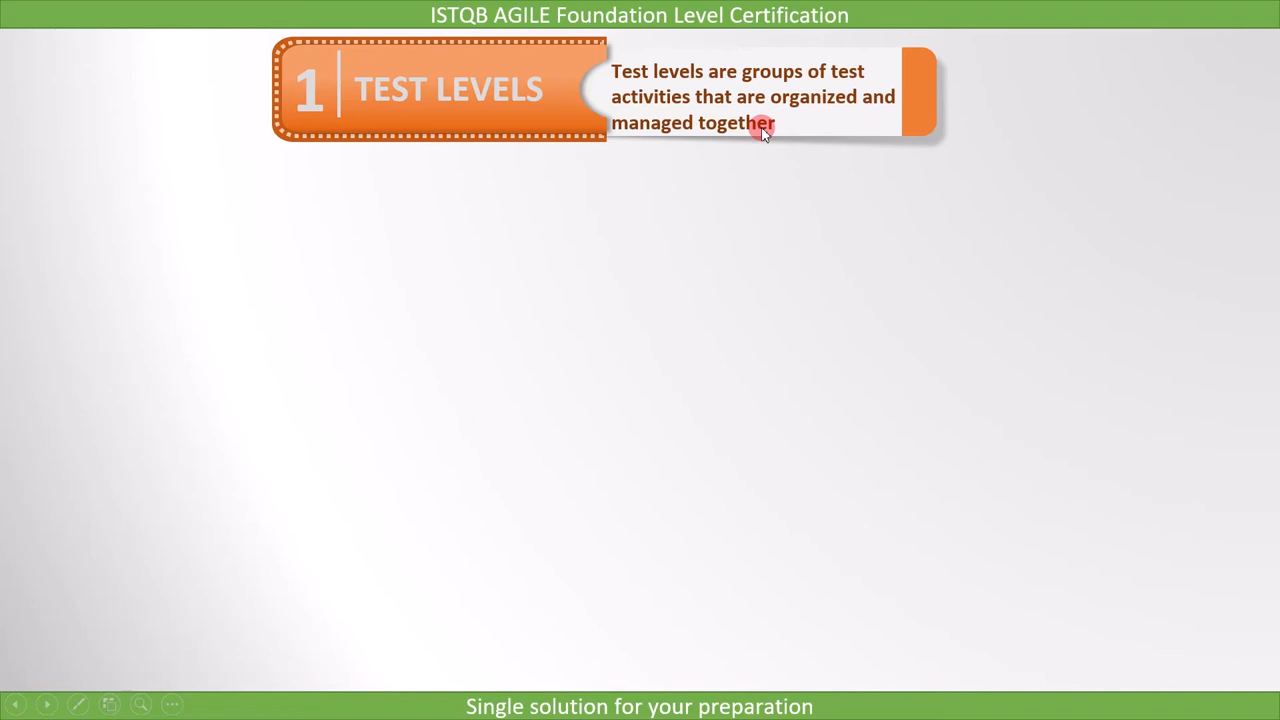 ISTQB AGILE Foundation Level Certification
1 TEST LEVELS
Test levels are groups of test
activities that are organized and
managed together
Single solution for your preparation